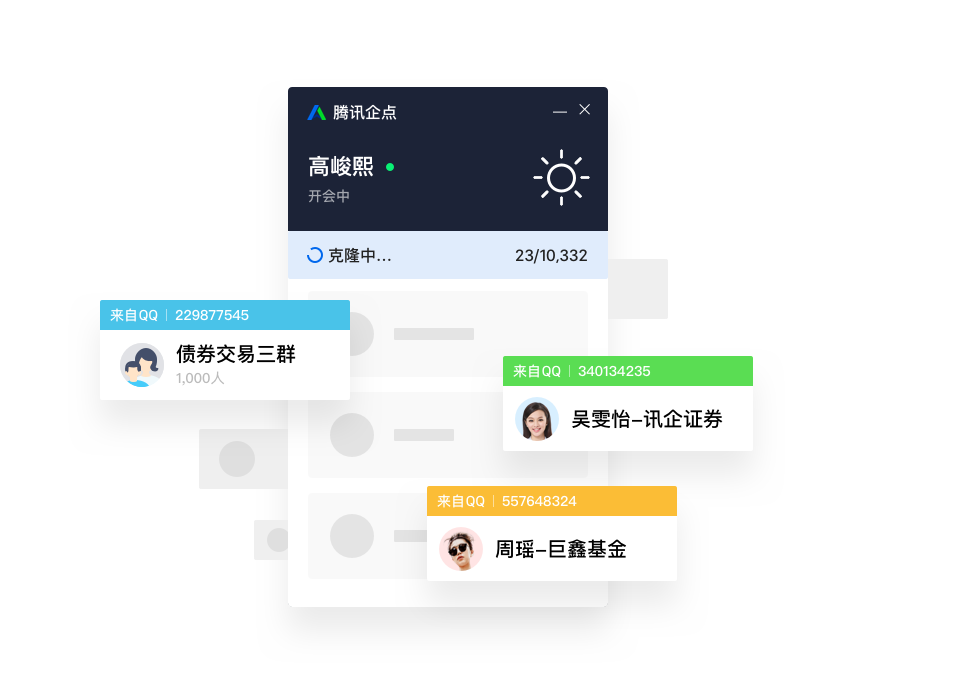 腾讯企点
高峻熙
开会中
克隆中... 23/10,332
来自QQ | 229877545
债券交易三群
1,000人
来自QQ | 340134235
吴雯怡-讯企证券
来自QQ | 557648324
周瑶-巨鑫基金